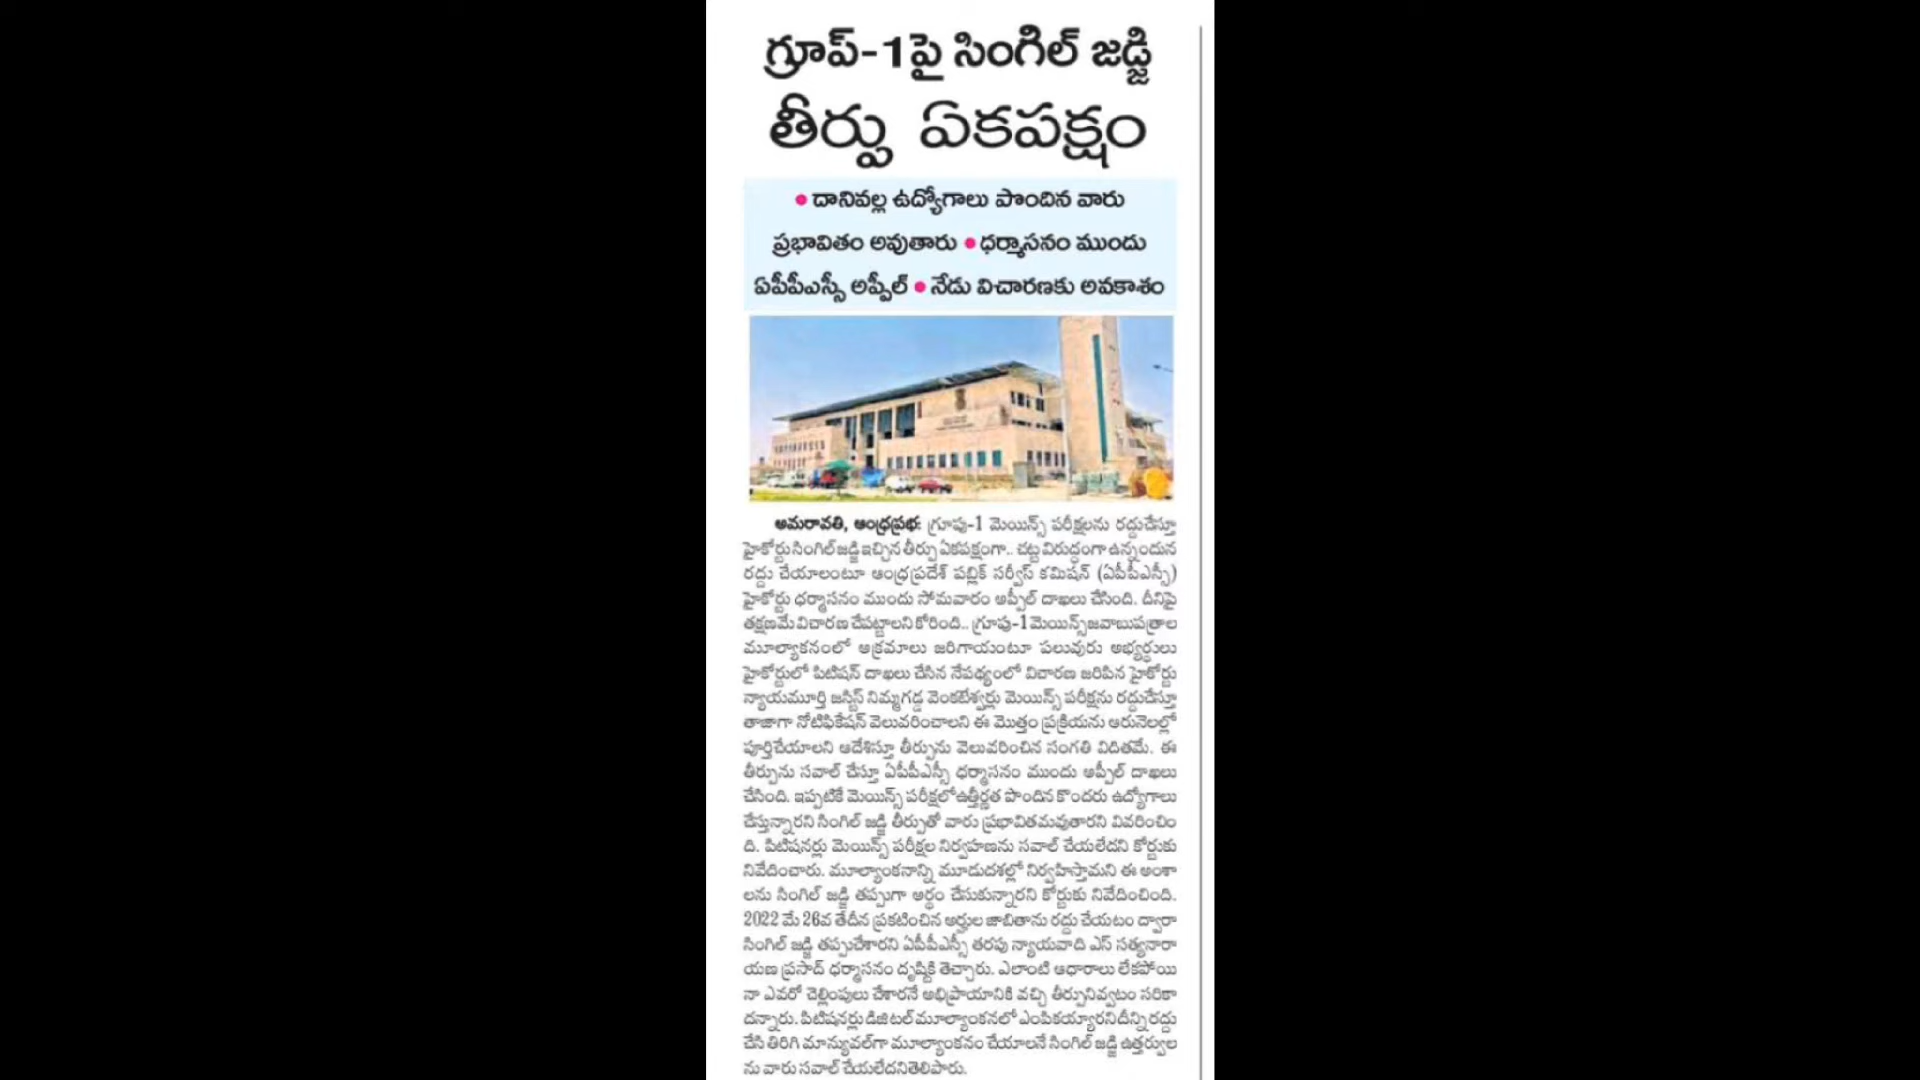 గ్రూప్-1పై సింగిల్ జడ్జి
తీర్పు ఏకపక్షం
• దానివల్ల ఉద్యోగాలు పొందిన వారు
ప్రభావితం అవుతారు • ధర్మాసనం ముందు
ఏపీపీఎస్సీ అప్పీల్ • నేడు విచారణకు అవకాశం
అమరావతి, ఆంధ్రప్రభ: గ్రూపు-1 మెయిన్స్ పరీక్షలను రద్దుచేస్తూ
హైకోర్టు సింగిల్ జడ్జి ఇచ్చిన తీర్పు ఏకపక్షంగా.. చట్ట విరుద్ధంగా ఉన్నందున
రద్దు చేయాలంటూ ఆంధ్రప్రదేశ్ పబ్లిక్ సర్వీస్ కమిషన్ (ఏపీపీఎస్సీ)
హైకోర్టు ధర్మాసనం ముందు సోమవారం అప్పీల్ దాఖలు చేసింది. దీనిపై
తక్షణమే విచారణ చేపట్టాలని కోరింది.. గ్రూపు-1 మెయిన్స్ జవాబుపత్రాల
మూల్యాకనంలో అక్రమాలు జరిగాయంటూ పలువురు అభ్యర్థులు
హైకోర్టులో పిటిషన్ దాఖలు చేసిన నేపథ్యంలో విచారణ జరిపిన హైకోర్టు
న్యాయమూర్తి జస్టిస్ నిమ్మగడ్డ వెంకటేశ్వర్లు మెయిన్స్ పరీక్షను రద్దుచేస్తూ
తాజాగా నోటిఫికేషన్ వెలువరించాలని ఈ మొత్తం ప్రక్రియను ఆరునెలల్లో
పూర్తిచేయాలని ఆదేశిస్తూ తీర్పును వెలువరించిన సంగతి విదితమే. ఈ
తీర్పును సవాల్ చేస్తూ ఏపీపీఎస్సీ ధర్మాసనం ముందు అప్పీల్ దాఖలు
చేసింది. ఇప్పటికే మెయిన్స్ పరీక్షలో ఉత్తీర్ణత పొందిన కొందరు ఉద్యోగాలు
చేస్తున్నారని సింగిల్ జడ్జి తీర్పుతో వారు ప్రభావితమవుతారని వివరించిం
ది. పిటిషనర్లు మెయిన్స్ పరీక్షల నిర్వహణను సవాల్ చేయలేదని కోర్టుకు
నివేదించారు. మూల్యాంకనాన్ని మూడుదశల్లో నిర్వహిస్తామని ఈ అంశా
లను సింగిల్ జడ్జి తప్పుగా అర్థం చేసుకున్నారని కోర్టుకు నివేదించింది.
2022 మే 26వ తేదీన ప్రకటించిన అర్హుల జాబితాను రద్దు చేయటం ద్వారా
సింగిల్ జడ్జి తప్పుచేశారని ఏపీపీఎస్సీ తరపు న్యాయవాది ఎస్ సత్యనారా
యణ ప్రసాద్ ధర్మాసనం దృష్టికి తెచ్చారు. ఎలాంటి ఆధారాలు లేకపోయి
నా ఎవరో చెల్లింపులు చేశారనే అభిప్రాయానికి వచ్చి తీర్పునివ్వటం సరికా
దన్నారు. పిటిషనర్లు డిజిటల్ మూల్యాంకనలో ఎంపికయ్యారని దీన్ని రద్దు
చేసి తిరిగి మాన్యువల్‌గా మూల్యాంకనం చేయాలనే సింగిల్ జడ్జి ఉత్తర్వుల
ను వారు సవాల్ చేయలేదనితెలిపారు.